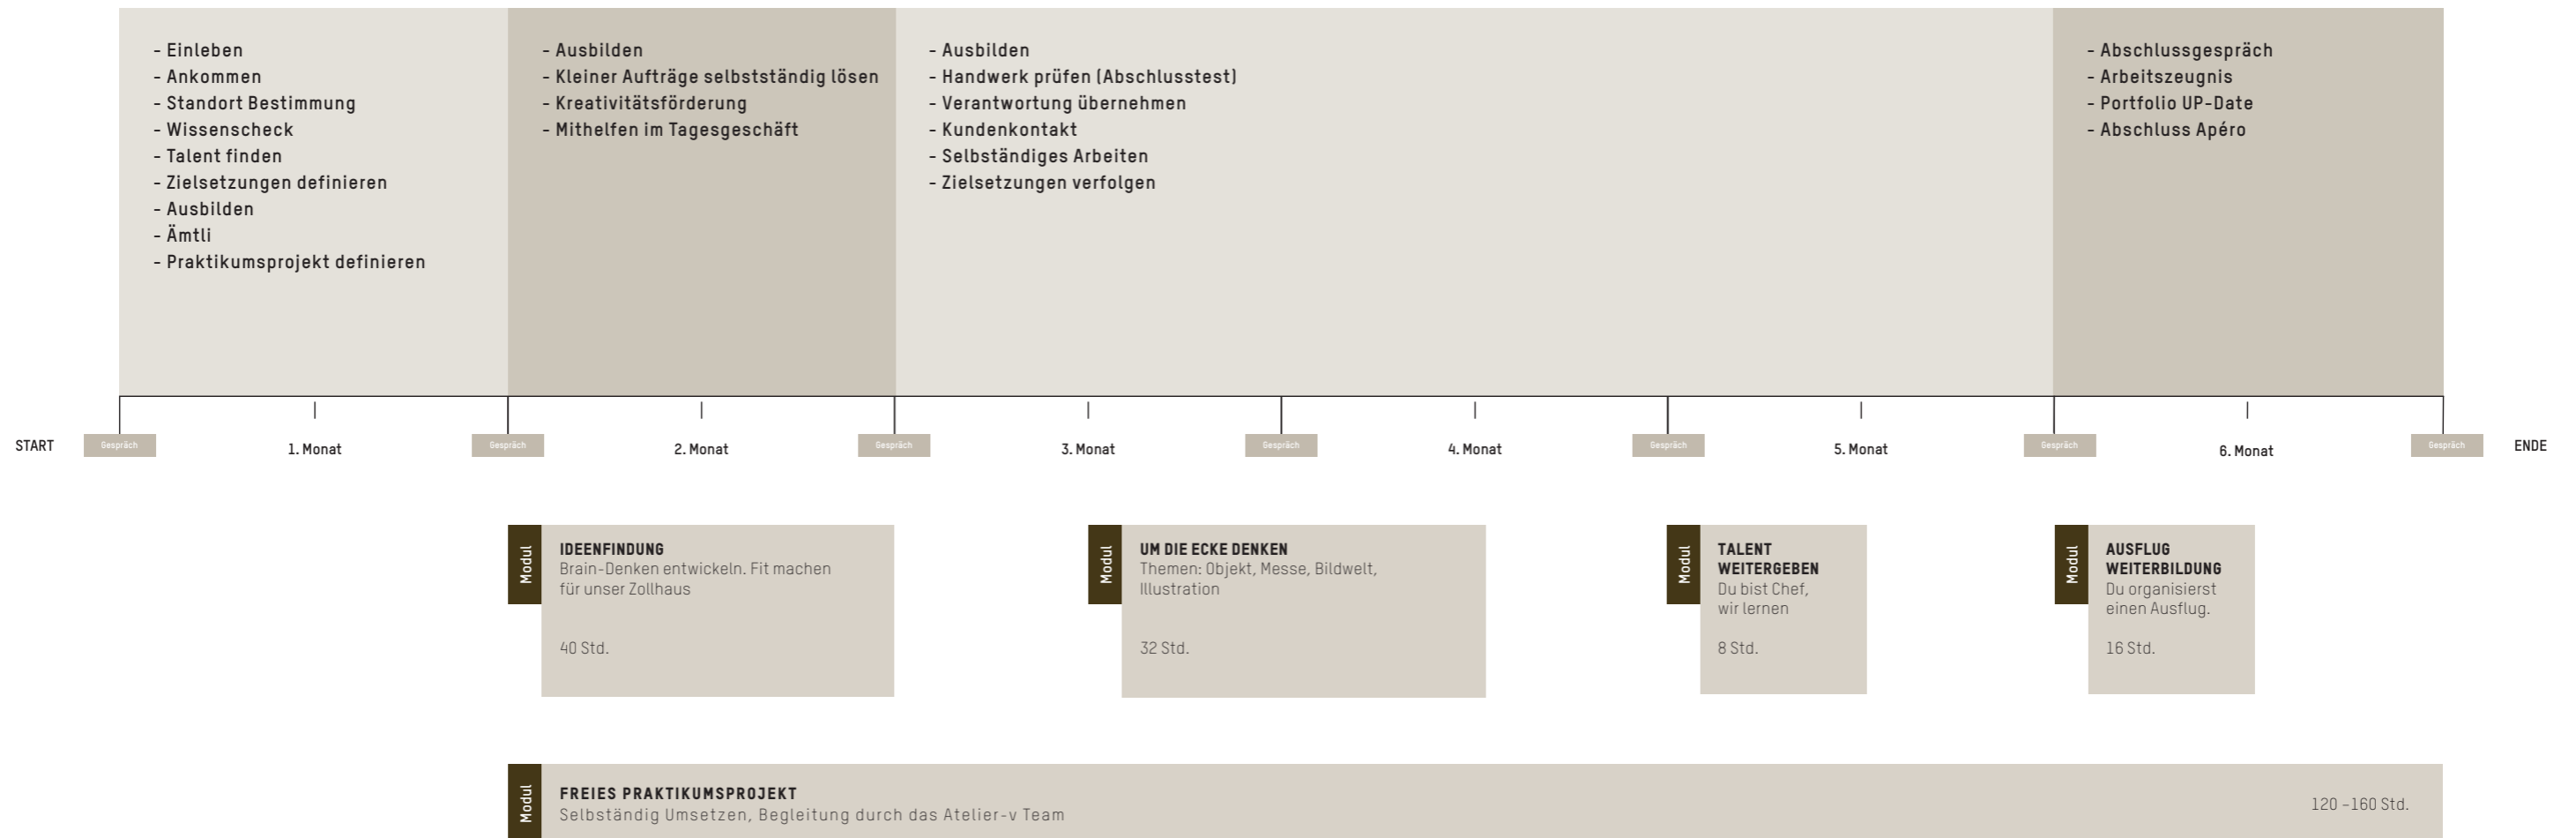 - Einleben
- Ankommen
- Standort Bestimmung
- Wissenscheck
- Talent finden
- Zielsetzungen definieren
- Ausbilden
- Ämtli
- Praktikumsprojekt definieren
- Ausbilden
- Kleiner Aufträge selbstständig lösen
- Kreativitätsförderung
- Mithelfen im Tagesgeschäft
- Ausbilden
- Handwerk prüfen (Abschlusstest)
- Verantwortung übernehmen
- Kundenkontakt
- Selbständiges Arbeiten
- Zielsetzungen verfolgen
- Abschlussgespräch
- Arbeitszeugnis
- Portfolio UP-Date
- Abschluss Apéro
START
Gespräch
1. Monat
Gespräch
2. Monat
Gespräch
3. Monat
Gespräch
4. Monat
Gespräch
5. Monat
Gespräch
6. Monat
Gespräch
ENDE
Modul
IDEENFINDUNG
Brain-Denken entwickeln. Fit machen
für unser Zollhaus
40 Std.
Modul
UM DIE ECKE DENKEN
Themen: Objekt, Messe, Bildwelt,
Illustration
32 Std.
Modul
TALENT
WEITERGEBEN
Du bist Chef,
wir lernen
8 Std.
Modul
AUSFLUG
WEITERBILDUNG
Du organisierst
einen Ausflug.
16 Std.
Modul
FREIES PRAKTIKUMSPROJEKT
Selbständig Umsetzen, Begleitung durch das Atelier-v Team
120 -160 Std.